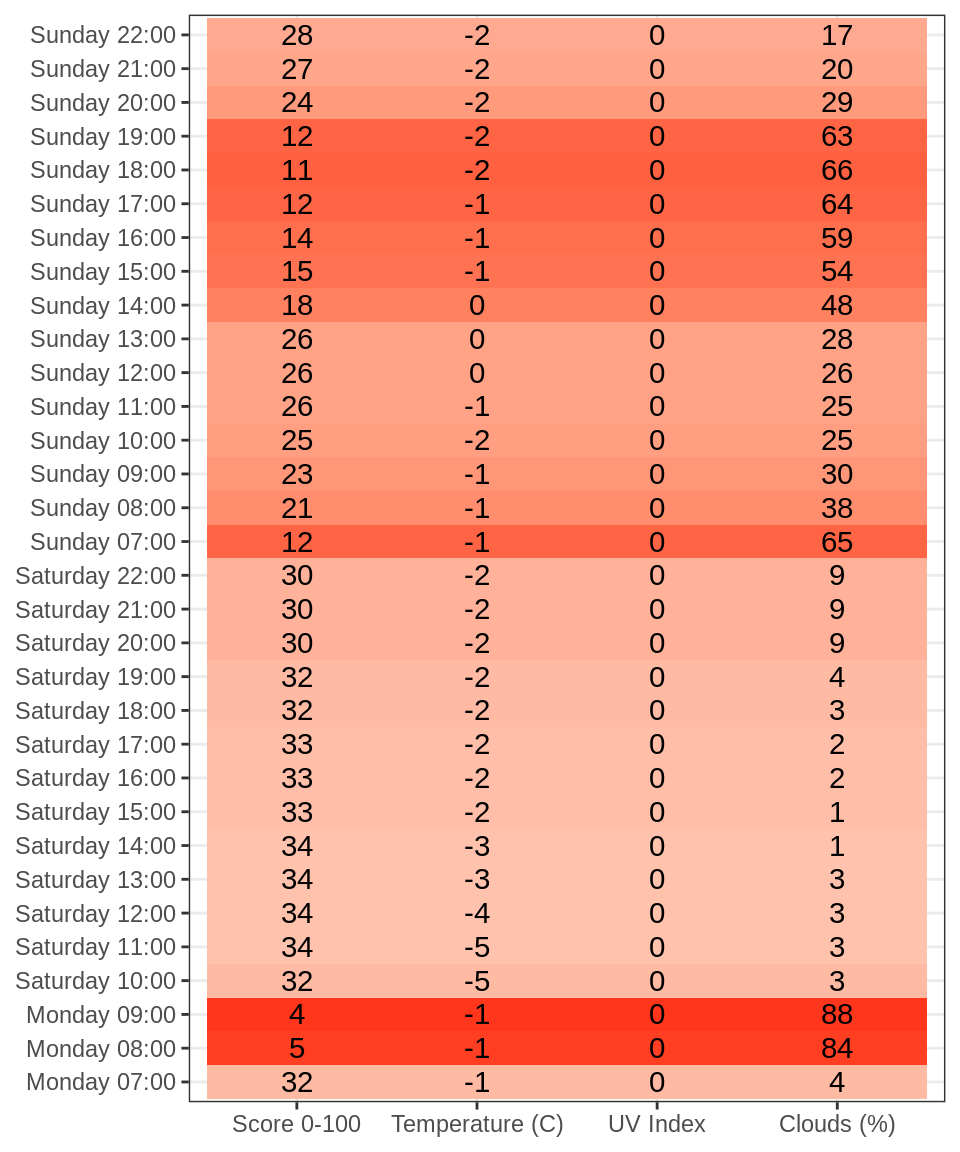 Sunday 22:00 28 -2 0 17
Sunday 21:00 27 -2 0 20
Sunday 20:00 24 -2 0 29
Sunday 19:00 12 -2 0 63
Sunday 18:00 11 -2 0 66
Sunday 17:00 12 -1 0 64
Sunday 16:00 14 -1 0 59
Sunday 15:00 15 -1 0 54
Sunday 14:00 18 0 0 48
Sunday 13:00 26 0 0 28
Sunday 12:00 26 0 0 26
Sunday 11:00 26 -1 0 25
Sunday 10:00 25 -2 0 25
Sunday 09:00 23 -1 0 30
Sunday 08:00 21 -1 0 38
Sunday 07:00 12 -1 0 65
Saturday 22:00 30 -2 0 9
Saturday 21:00 30 -2 0 9
Saturday 20:00 30 -2 0 9
Saturday 19:00 32 -2 0 4
Saturday 18:00 32 -2 0 3
Saturday 17:00 33 -2 0 2
Saturday 16:00 33 -2 0 2
Saturday 15:00 33 -2 0 1
Saturday 14:00 34 -3 0 1
Saturday 13:00 34 -3 0 3
Saturday 12:00 34 -4 0 3
Saturday 11:00 34 -5 0 3
Saturday 10:00 32 -5 0 3
Monday 09:00 4 -1 0 88
Monday 08:00 5 -1 0 84
Monday 07:00 32 -1 0 4
Score 0-100 Temperature (C) UV Index Clouds (%)